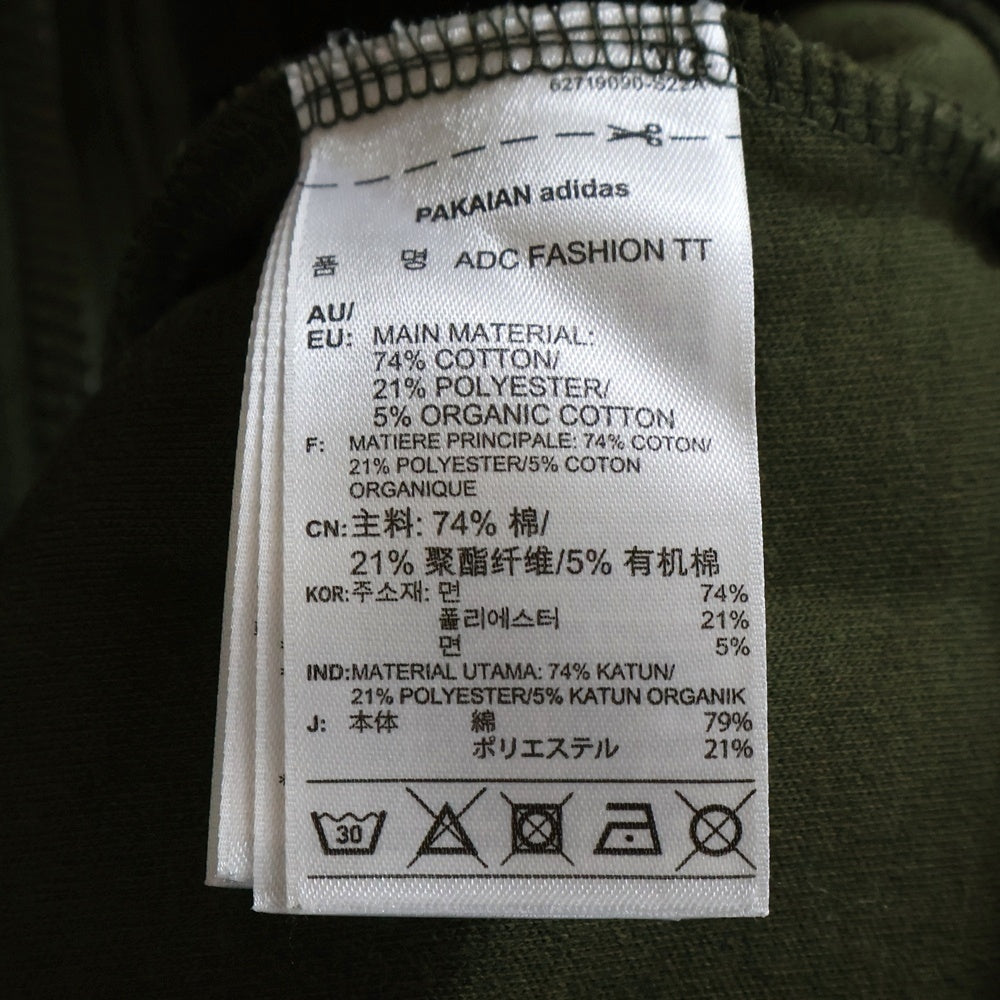 62719090-S22A
PAKAIAN adidas
품 명 ADC FASHION TT
AU/
EU: MAIN MATERIAL:
74% COTTON/
21% POLYESTER/
5% ORGANIC COTTON
F: MATIERE PRINCIPALE: 74% COTON/
21% POLYESTER/5% COTON
ORGANIQUE
CN: 主料: 74% 棉/
21% 聚酯纤维/5% 有机棉
KOR: 주소재: 면 74%
폴리에스터 21%
면 5%
IND: MATERIAL UTAMA: 74% KATUN/
21% POLYESTER/5% KATUN ORGANIK
J: 本体 綿 79%
ポリエステル 21%
30